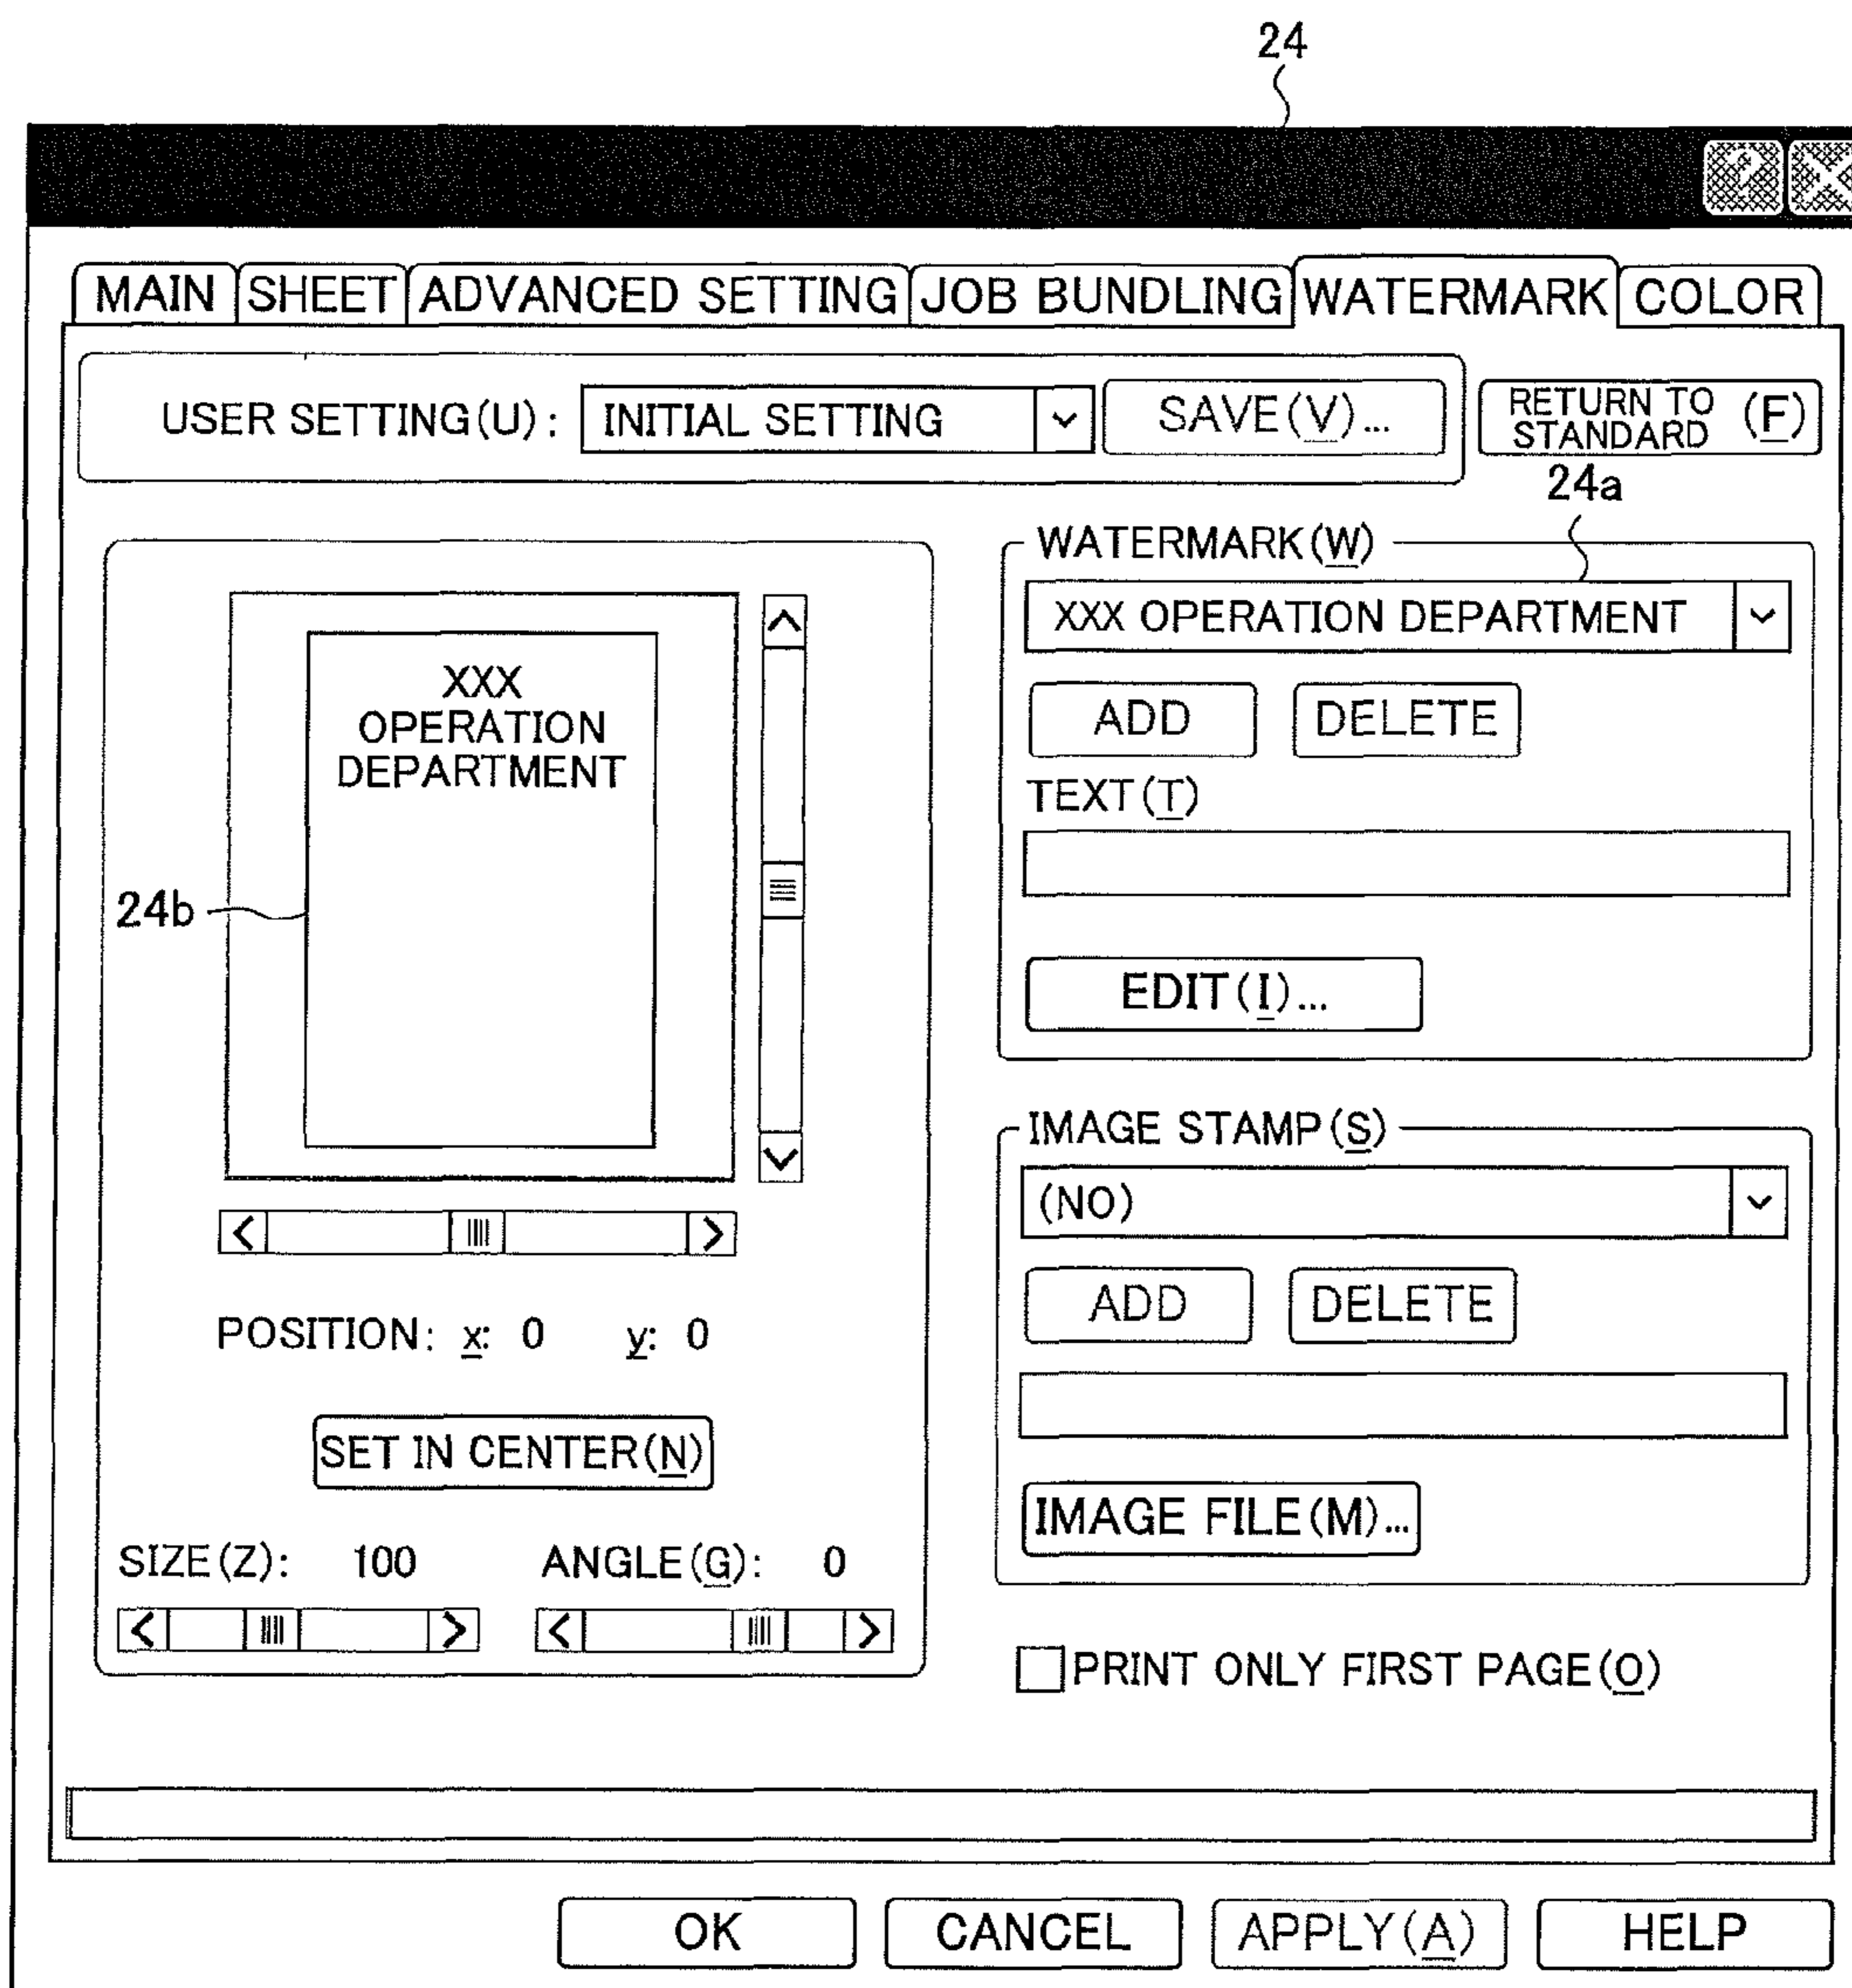 24
MAIN SHEET ADVANCED SETTING JOB BUNDLING WATERMARK COLOR
USER SETTING(U): INITIAL SETTING SAVE(V)...
RETURN TO STANDARD (F)
24a
WATERMARK(W)
XXX OPERATION DEPARTMENT
ADD DELETE
TEXT(T)
EDIT(I)...
XXX
OPERATION
DEPARTMENT
24b
POSITION: x: 0 y: 0
SET IN CENTER(N)
SIZE(Z): 100 ANGLE(G): 0
IMAGE STAMP(S)
(NO)
ADD DELETE
IMAGE FILE(M)...
PRINT ONLY FIRST PAGE(O)
OK CANCEL APPLY(A) HELP